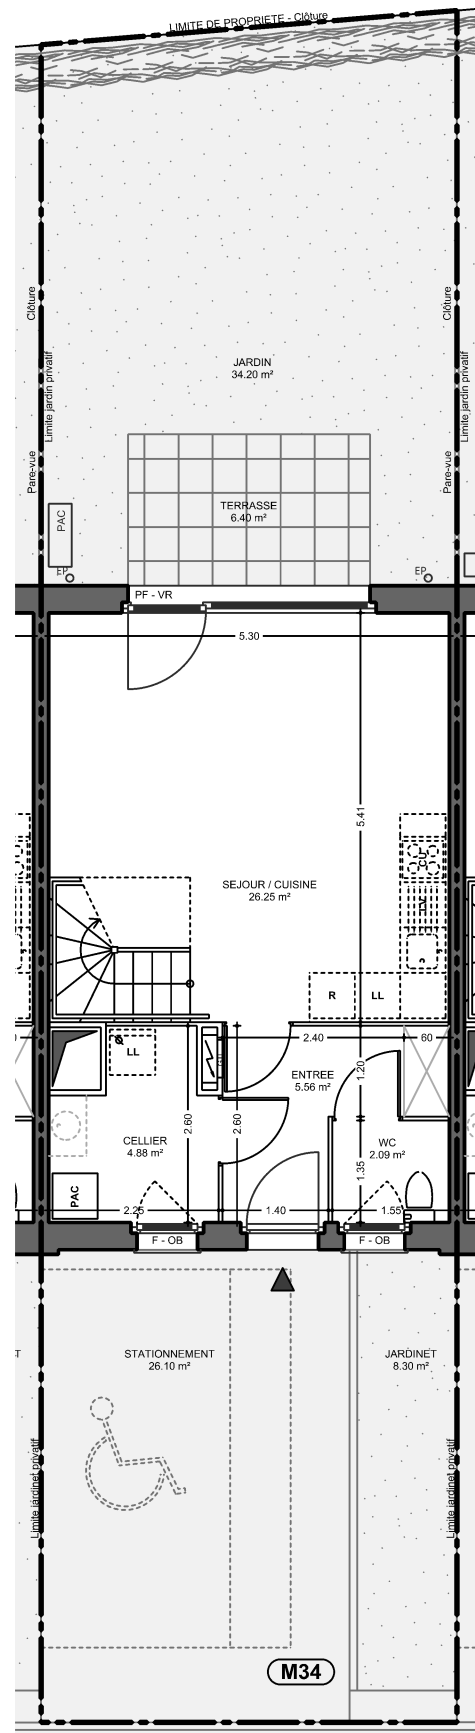 LIMITE DE PROPRIETE - Clôture
Clôture
Clôture
JARDIN
34.20 m²
Limite jardin privatif
Limite jardin privatif
Pare-vue
Pare-vue
TERRASSE
6.40 m²
PAC
EP
EP
PF - VR
5.30
5.41
CU
SEJOUR / CUISINE
26.25 m²
LV
R
LL
LL
GTL
2.40
60
ENTREE
5.56 m²
1.20
2.60
2.60
CELLIER
4.88 m²
WC
2.09 m²
1.35
PAC
2.25
1.40
1.55
F - OB
F - OB
STATIONNEMENT
26.10 m²
JARDINET
8.30 m²
Limite jardinet privatif
Limite jardinet privatif
M34